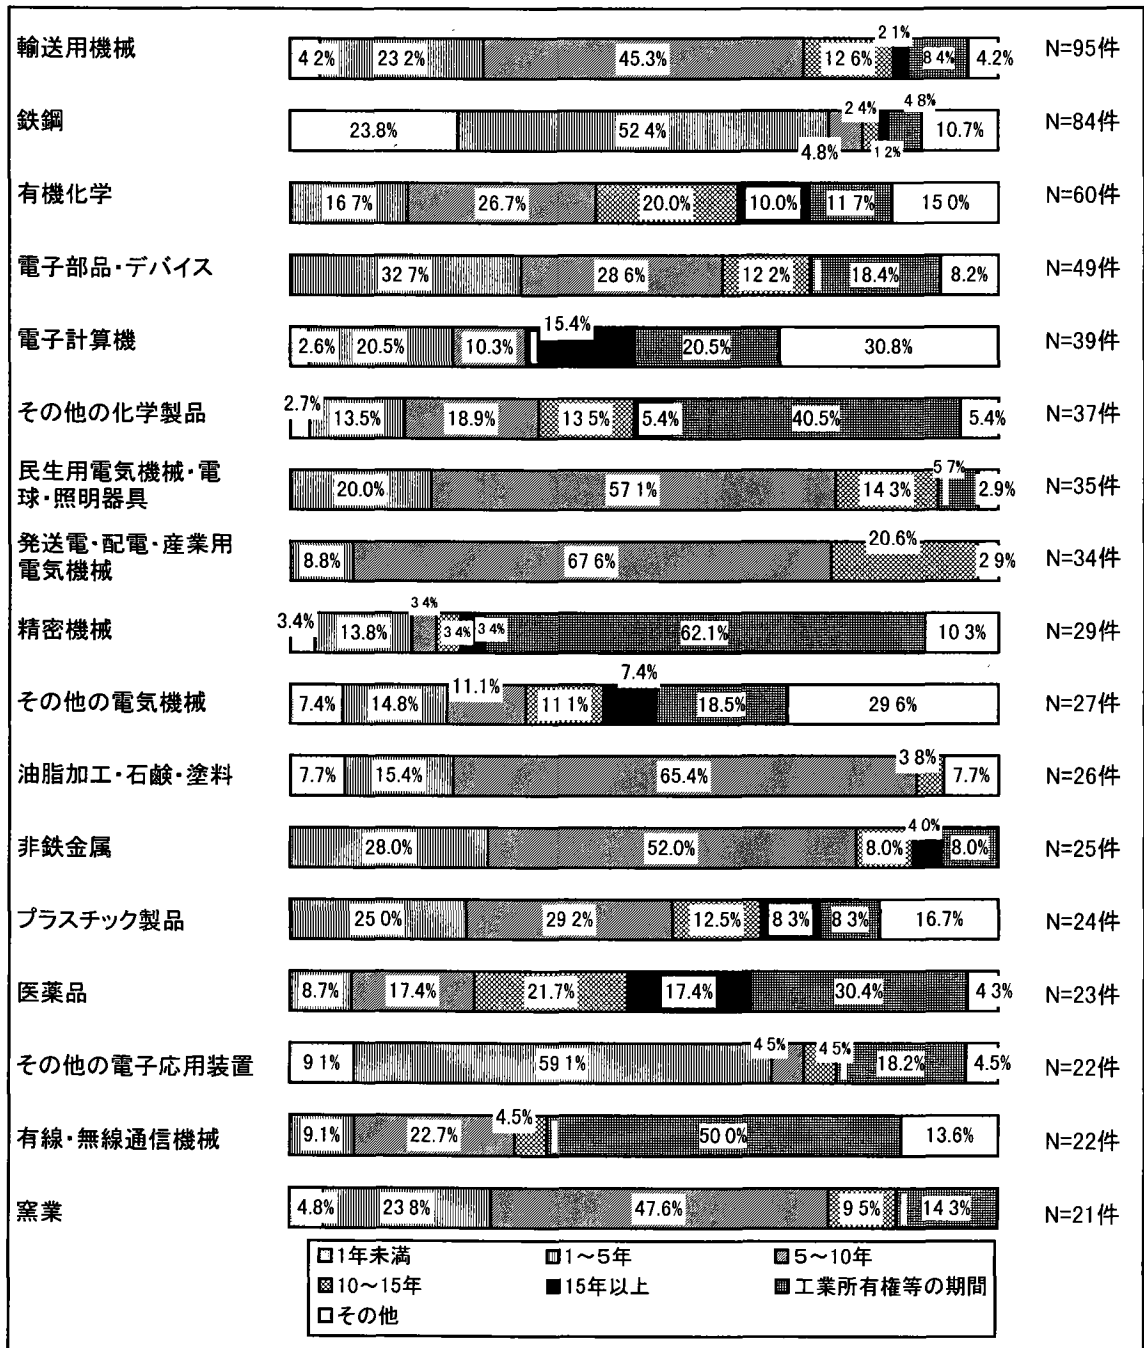 輸送用機械 4 2% 23 2% 45.3% 12 6% 2 1% 8 4% 4.2% N=95件
鉄鋼 23.8% 52 4% 4.8% 2 4% 1 2% 4 8% 10.7% N=84件
有機化学 16 7% 26.7% 20.0% 10.0% 11 7% 15 0% N=60件
電子部品・デバイス 32 7% 28 6% 12 2% 18.4% 8.2% N=49件
電子計算機 2.6% 20.5% 10.3% 15.4% 20.5% 30.8% N=39件
その他の化学製品 2.7% 13.5% 18.9% 13 5% 5.4% 40.5% 5.4% N=37件
民生用電気機械・電
球・照明器具 20.0% 57 1% 14 3% 5 7% 2.9% N=35件
発送電・配電・産業用
電気機械 8.8% 67 6% 20.6% 2 9% N=34件
精密機械 3.4% 13.8% 3 4% 3 4% 3 4% 62.1% 10 3% N=29件
その他の電気機械 7.4% 14.8% 11.1% 11 1% 7.4% 18.5% 29 6% N=27件
油脂加工・石鹸・塗料 7.7% 15.4% 65.4% 3 8% 7.7% N=26件
非鉄金属 28.0% 52.0% 8.0% 4 0% 8.0% N=25件
プラスチック製品 25 0% 29 2% 12.5% 8 3% 8 3% 16.7% N=24件
医薬品 8.7% 17.4% 21.7% 17.4% 30.4% 4 3% N=23件
その他の電子応用装置 9 1% 59 1% 4 5% 4 5% 18.2% 4.5% N=22件
有線・無線通信機械 9.1% 22.7% 4.5% 50 0% 13.6% N=22件
窯業 4.8% 23 8% 47.6% 9 5% 14 3% N=21件
1年未満 1～5年 5～10年
10～15年 15年以上 工業所有権等の期間
その他